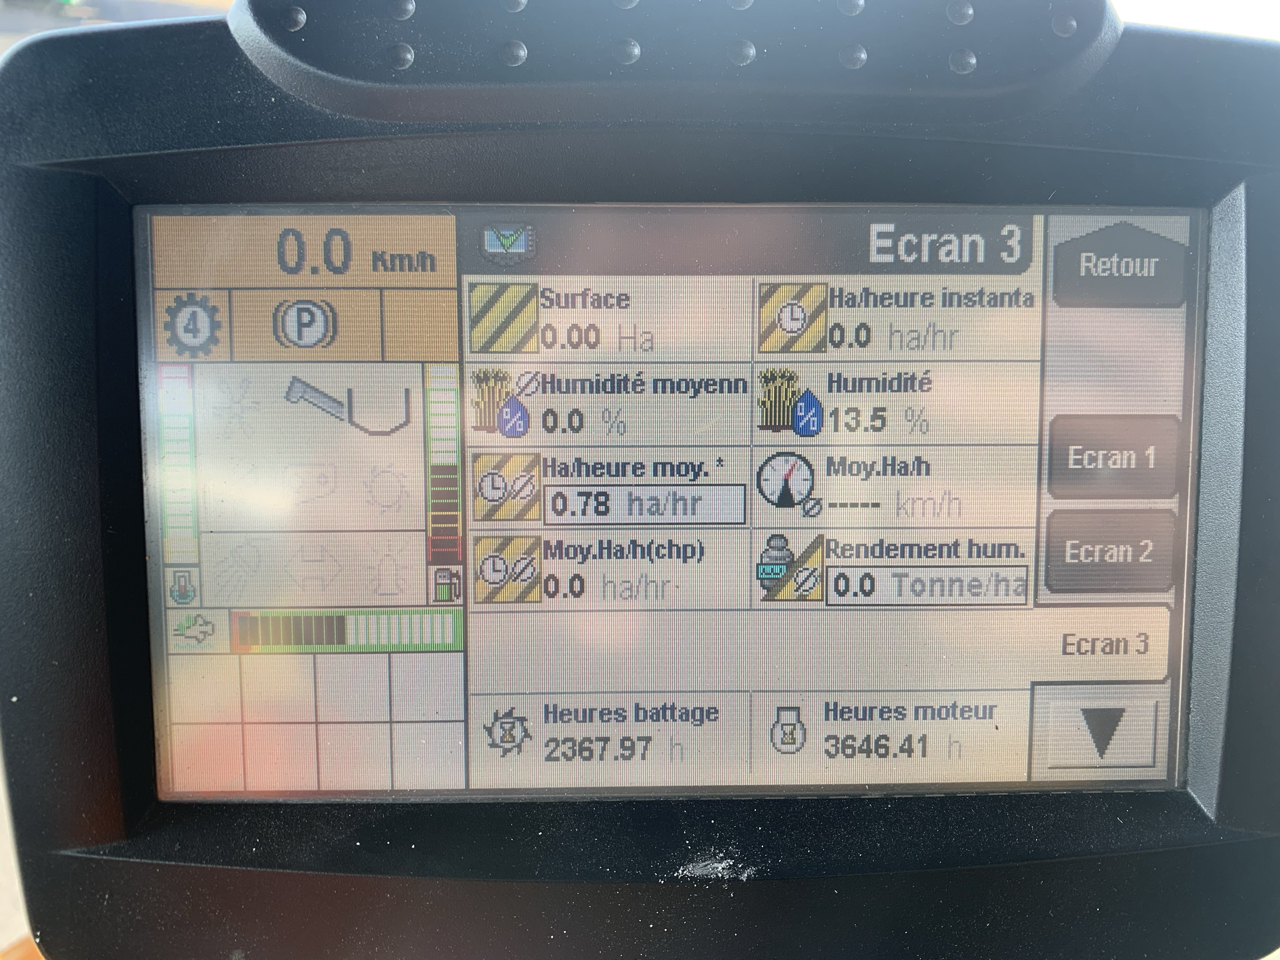 0.0 Km/h
4
P
Ecran 3
Retour
Surface
0.00 Ha
Ha/heure instanta
0.0 ha/hr
Humidité moyenn
0.0 %
Humidité
13.5 %
Ha/heure moy. *
0.78 ha/hr
Moy.Ha/h
----- km/h
Moy.Ha/h(chp)
0.0 ha/hr
Rendement hum.
0.0 Tonne/ha
Ecran 1
Ecran 2
Ecran 3
Heures battage
2367.97 h
Heures moteur
3646.41 h